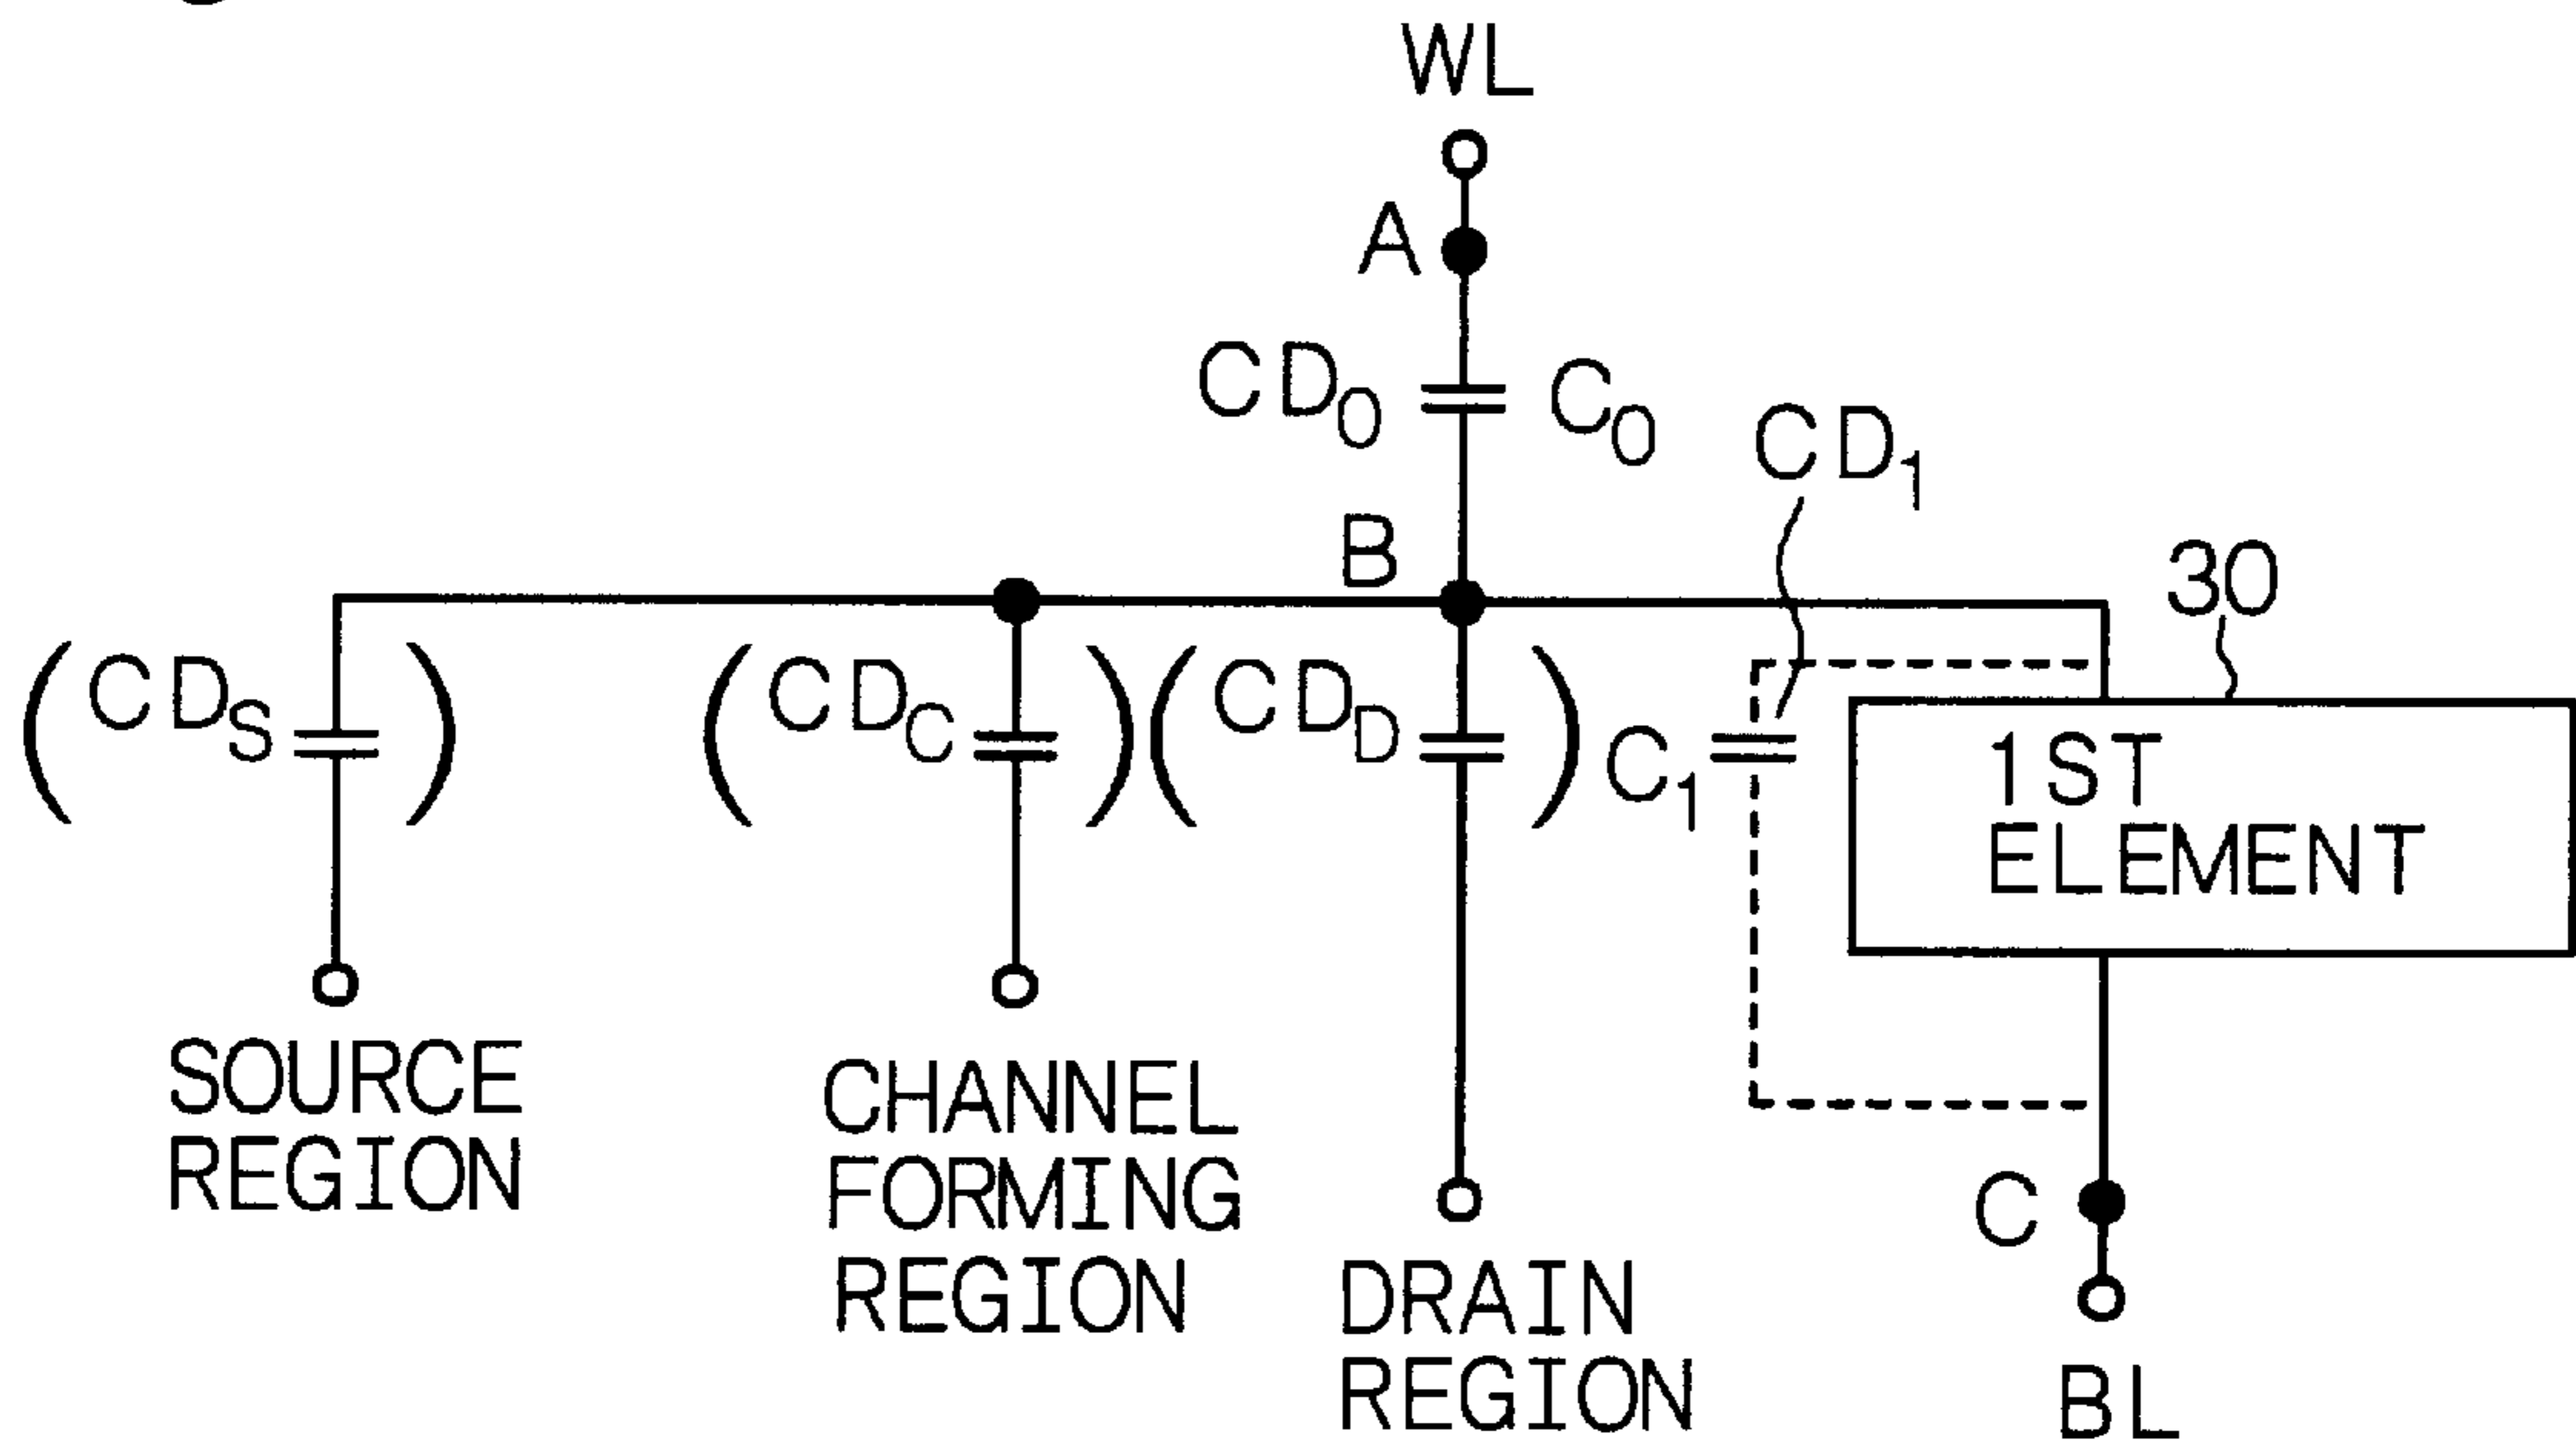 WL
A
CD0 C0
CD1
B
30
(CDS) (CDC) (CDD) C1
1ST
ELEMENT
SOURCE
REGION
CHANNEL
FORMING
REGION
C
DRAIN
REGION
BL